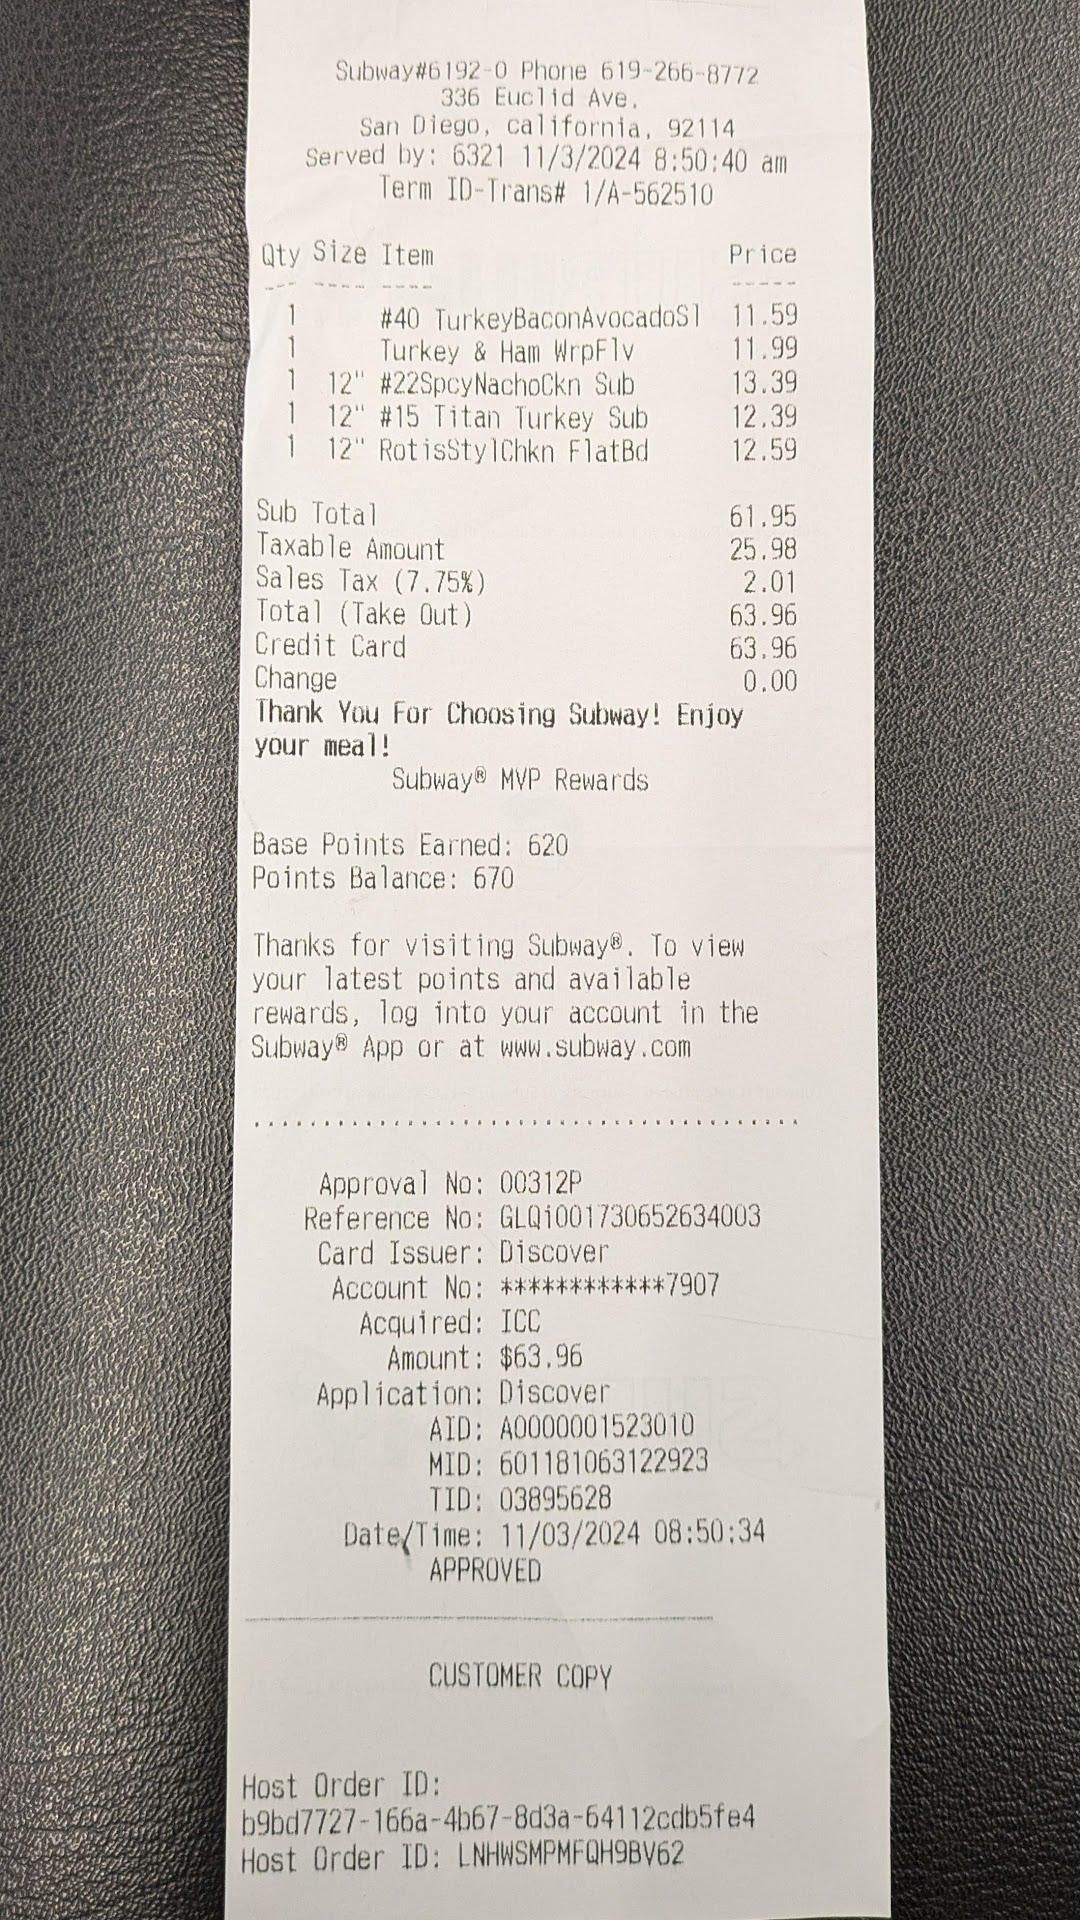 Subway#6192-0 Phone 619-266-8772
336 Euclid Ave.
San Diego, california, 92114
Served by: 6321 11/3/2024 8:50:40 am
Term ID-Trans# 1/A-562510
Qty Size Item Price
--- ---- ---- -----
1 #40 TurkeyBaconAvocadoSl 11.59
1 Turkey & Ham WrpFlv 11.99
1 12" #22SpcyNachoCkn Sub 13.39
1 12" #15 Titan Turkey Sub 12.39
1 12" RotisStylChkn FlatBd 12.59
Sub Total 61.95
Taxable Amount 25.98
Sales Tax (7.75%) 2.01
Total (Take Out) 63.96
Credit Card 63.96
Change 0.00
Thank You For Choosing Subway! Enjoy
your meal!
Subway® MVP Rewards
Base Points Earned: 620
Points Balance: 670
Thanks for visiting Subway®. To view
your latest points and available
rewards, log into your account in the
Subway® App or at www.subway.com
Approval No: 00312P
Reference No: GLQi001730652634003
Card Issuer: Discover
Account No: ************7907
Acquired: ICC
Amount: $63.96
Application: Discover
AID: A0000001523010
MID: 601181063122923
TID: 03895628
Date/Time: 11/03/2024 08:50:34
APPROVED
CUSTOMER COPY
Host Order ID:
b9bd7727-166a-4b67-8d3a-64112cdb5fe4
Host Order ID: LNHWSMPMFQH9BV62